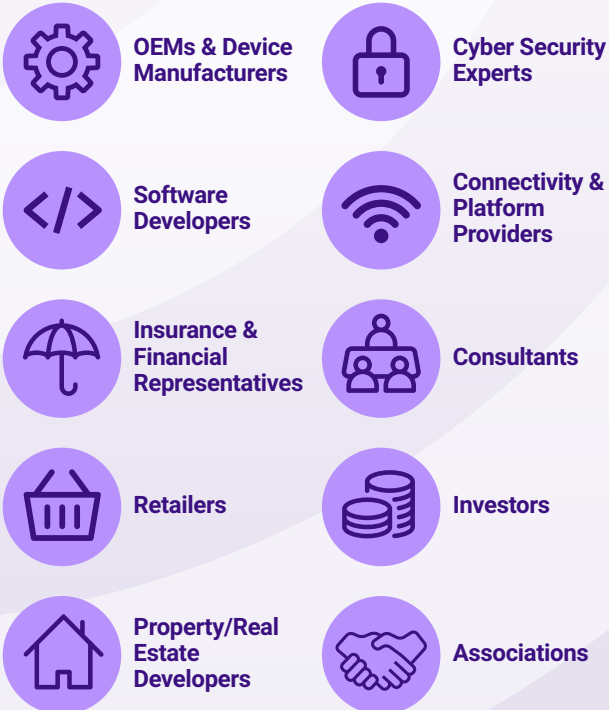 OEMs & Device
Manufacturers
Cyber Security
Experts
Software
Developers
Connectivity &
Platform
Providers
Insurance &
Financial
Representatives
Consultants
Retailers
Investors
Property/Real
Estate
Developers
Associations